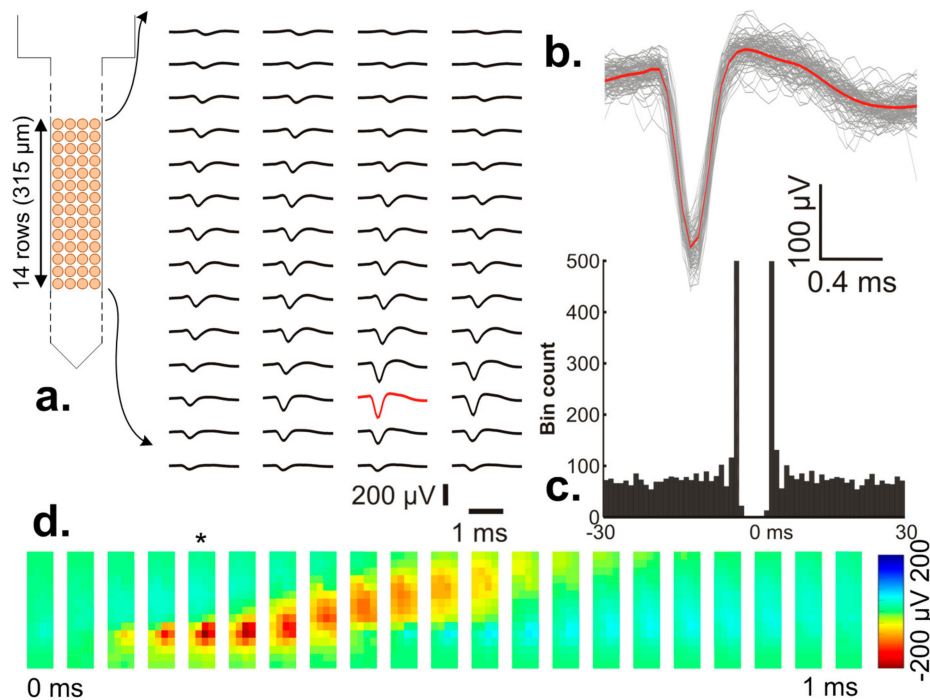 a.
14 rows (315 µm)
200 µV
1 ms
b.
100 µV
0.4 ms
c.
Bin count
500
400
300
200
100
0
-30
0 ms
30
d.
*
0 ms
1 ms
-200 µV 200